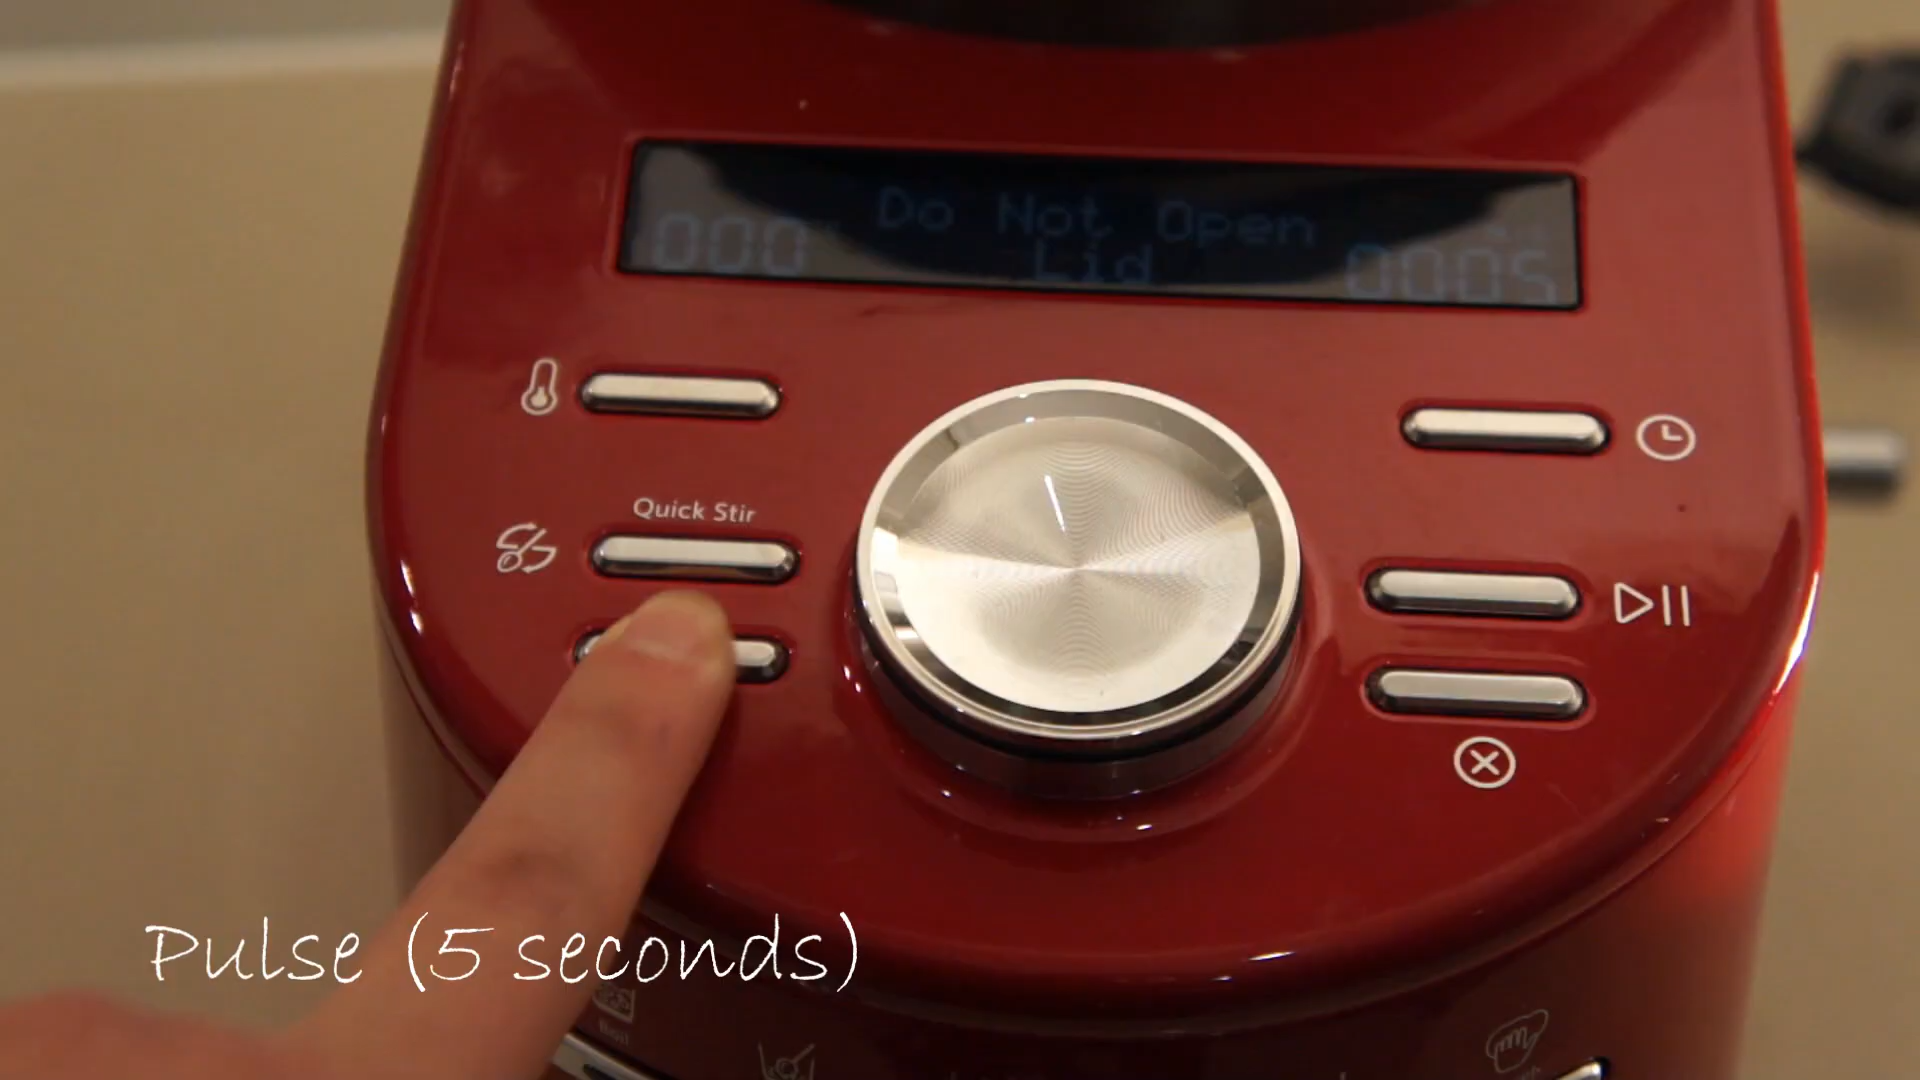 Do Not Open
000 Lid 0005
Quick Stir
Pulse (5 seconds)